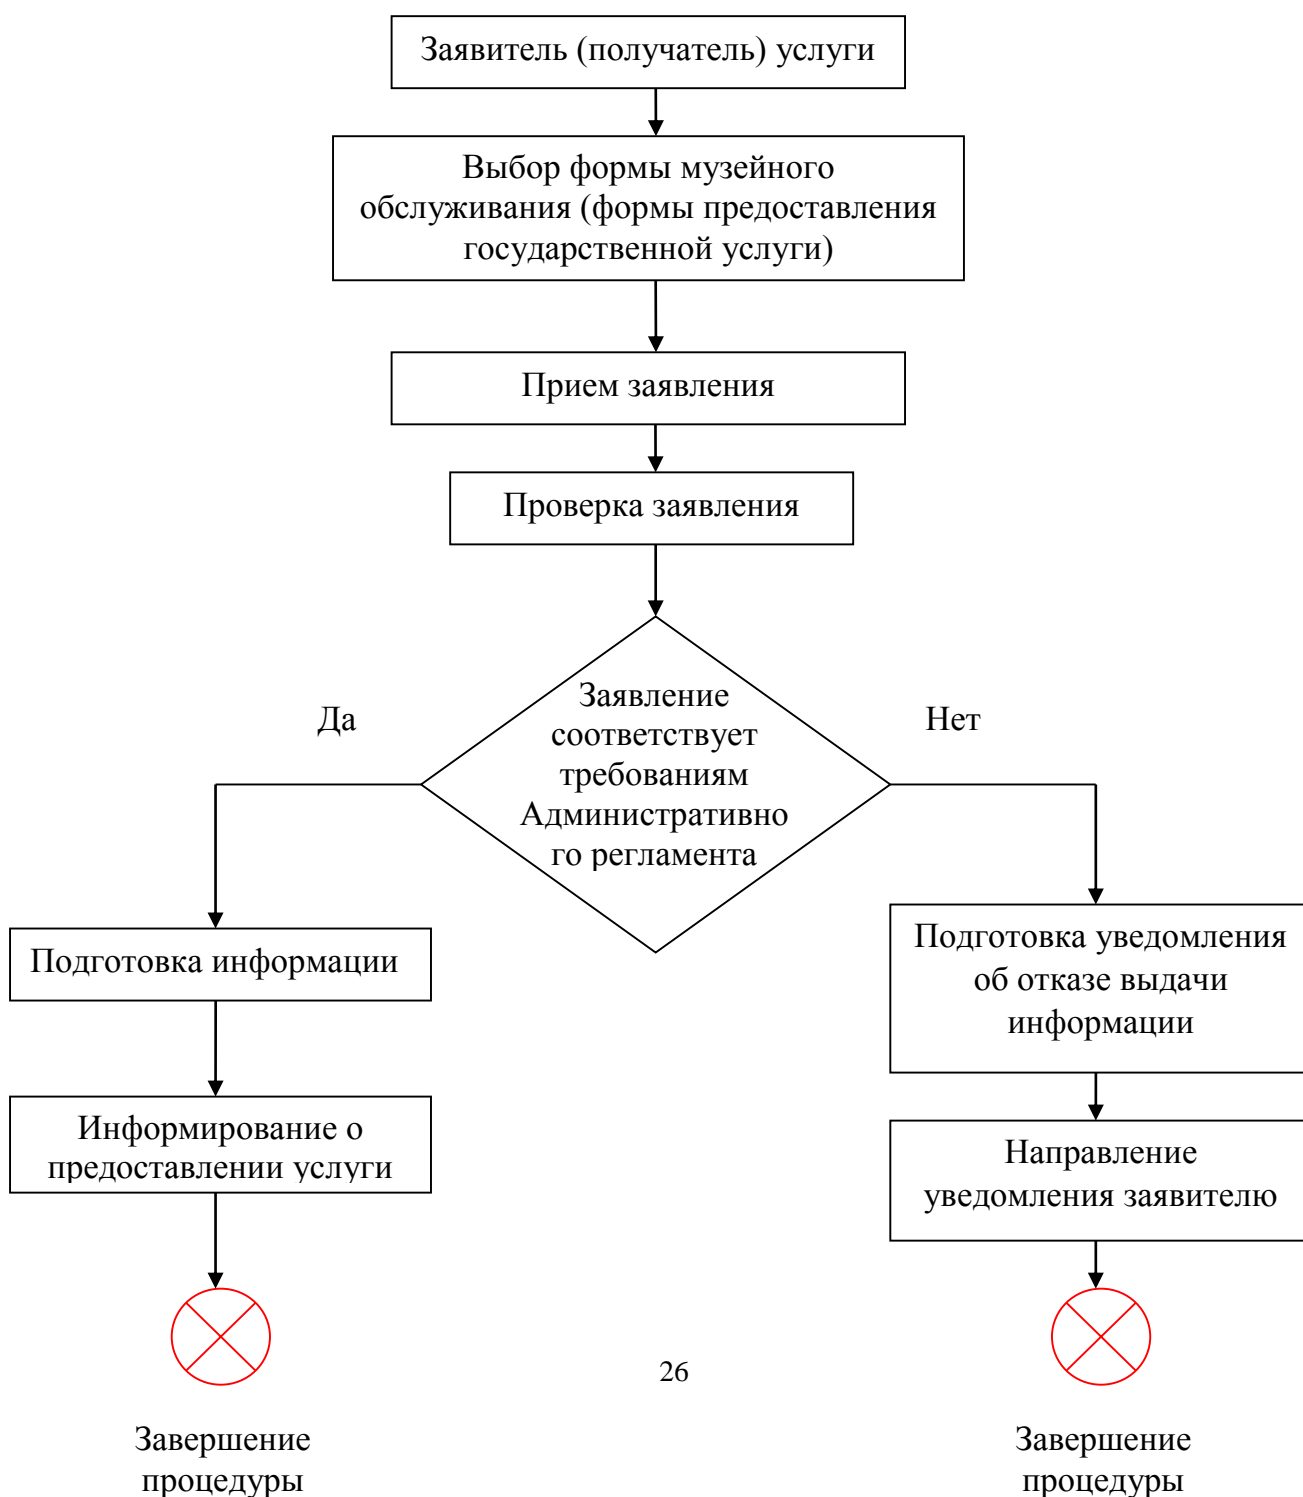 Заявитель (получатель) услуги
Выбор формы музейного
обслуживания (формы предоставления
государственной услуги)
Прием заявления
Проверка заявления
Заявление
соответствует
требованиям
Административно
го регламента
Да
Нет
Подготовка информации
Информирование о
предоставлении услуги
Завершение
процедуры
Подготовка уведомления
об отказе выдачи
информации
Направление
уведомления заявителю
Завершение
процедуры
26